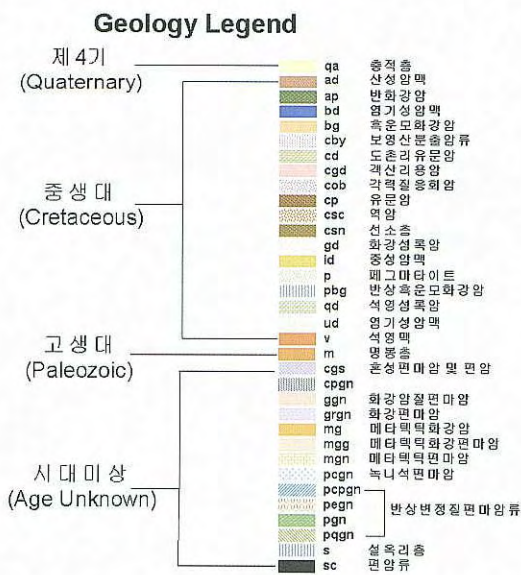 Geology Legend
제 4기
(Quaternary)
중생대
(Cretaceous)
고생대
(Paleozoic)
시대미상
(Age Unknown)
qa 충적층
ad 산성암맥
ap 반화강암
bd 염기성암맥
bg 흑운모화강암
cby 보영산분출암류
cd 도촌리유문암
cgd 객산리용암
cob 각력질응회암
cp 유문암
csc 역암
csn 선소층
gd 화강섬록암
id 중성암맥
p 페그마타이트
pbg 반상흑운모화강암
qd 석영섬록암
ud 염기성암맥
v 석영맥
m 명봉층
cgs 혼성편마암 및 편암
cpgn
ggn 화강암질편마암
grgn 화강편마암
mg 메타텍틱화강암
mgg 메타텍틱화강편마암
mgn 메타텍틱편마암
pcgn 녹니석편마암
pcpgn
pegn
pgn
pqgn
반상변정질편마암류
s 설옥리층
sc 편암류